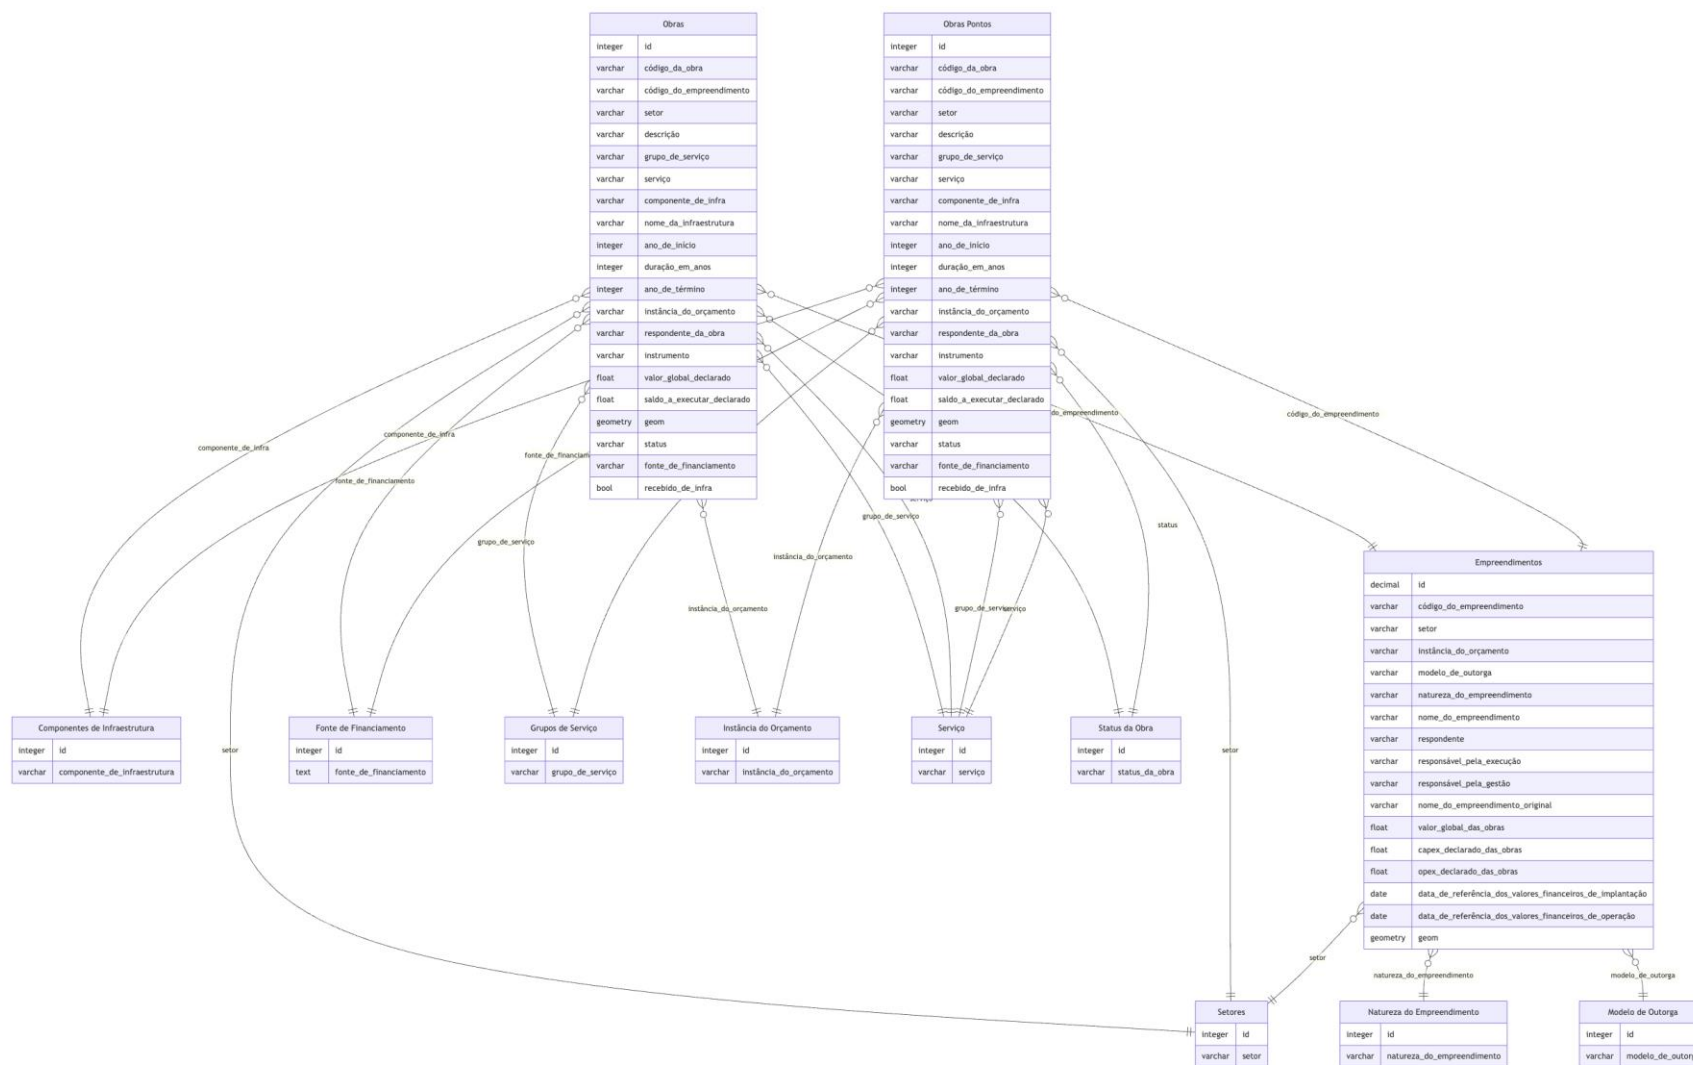 Obras
integer id
varchar código_da_obra
varchar código_do_empreendimento
varchar setor
varchar descrição
varchar grupo_de_serviço
varchar serviço
varchar componente_de_infra
varchar nome_da_infraestrutura
integer ano_de_início
integer duração_em_anos
integer ano_de_término
varchar instância_do_orçamento
varchar respondente_da_obra
varchar instrumento
float valor_global_declarado
float saldo_a_executar_declarado
geometry geom
varchar status
varchar fonte_de_financiamento
bool recebido_de_infra
Obras Pontos
integer id
varchar código_da_obra
varchar código_do_empreendimento
varchar setor
varchar descrição
varchar grupo_de_serviço
varchar serviço
varchar componente_de_infra
varchar nome_da_infraestrutura
integer ano_de_início
integer duração_em_anos
integer ano_de_término
varchar instância_do_orçamento
varchar respondente_da_obra
varchar instrumento
float valor_global_declarado
float saldo_a_executar_declarado
geometry geom
varchar status
varchar fonte_de_financiamento
bool recebido_de_infra
do_empreendimento
código_do_empreendimento
componente_de_infra
componente_de_infra
fonte_de_financiam
fonte_de_financiamento
serviço
grupo_de_serviço
status
grupo_de_serviço
instância_do_orçamento
instância_do_orçamento
grupo_de_servi
serviço
Empreendimentos
decimal id
varchar código_do_empreendimento
varchar setor
varchar instância_do_orçamento
varchar modelo_de_outorga
varchar natureza_do_empreendimento
varchar nome_do_empreendimento
varchar respondente
varchar responsável_pela_execução
varchar responsável_pela_gestão
varchar nome_do_empreendimento_original
float valor_global_das_obras
float capex_declarado_das_obras
float opex_declarado_das_obras
date data_de_referência_dos_valores_financeiros_de_implantação
date data_de_referência_dos_valores_financeiros_de_operação
geometry geom
Componentes de Infraestrutura
integer id
varchar componente_de_infraestrutura
Fonte de Financiamento
integer id
text fonte_de_financiamento
Grupos de Serviço
integer id
varchar grupo_de_serviço
Instância do Orçamento
integer id
varchar instância_do_orçamento
Serviço
integer id
varchar serviço
Status da Obra
integer id
varchar status_da_obra
setor
setor
setor
natureza_do_empreendimento
modelo_de_outorga
Setores
integer id
varchar setor
Natureza do Empreendimento
integer id
varchar natureza_do_empreendimento
Modelo de Outorga
integer id
varchar modelo_de_outorg